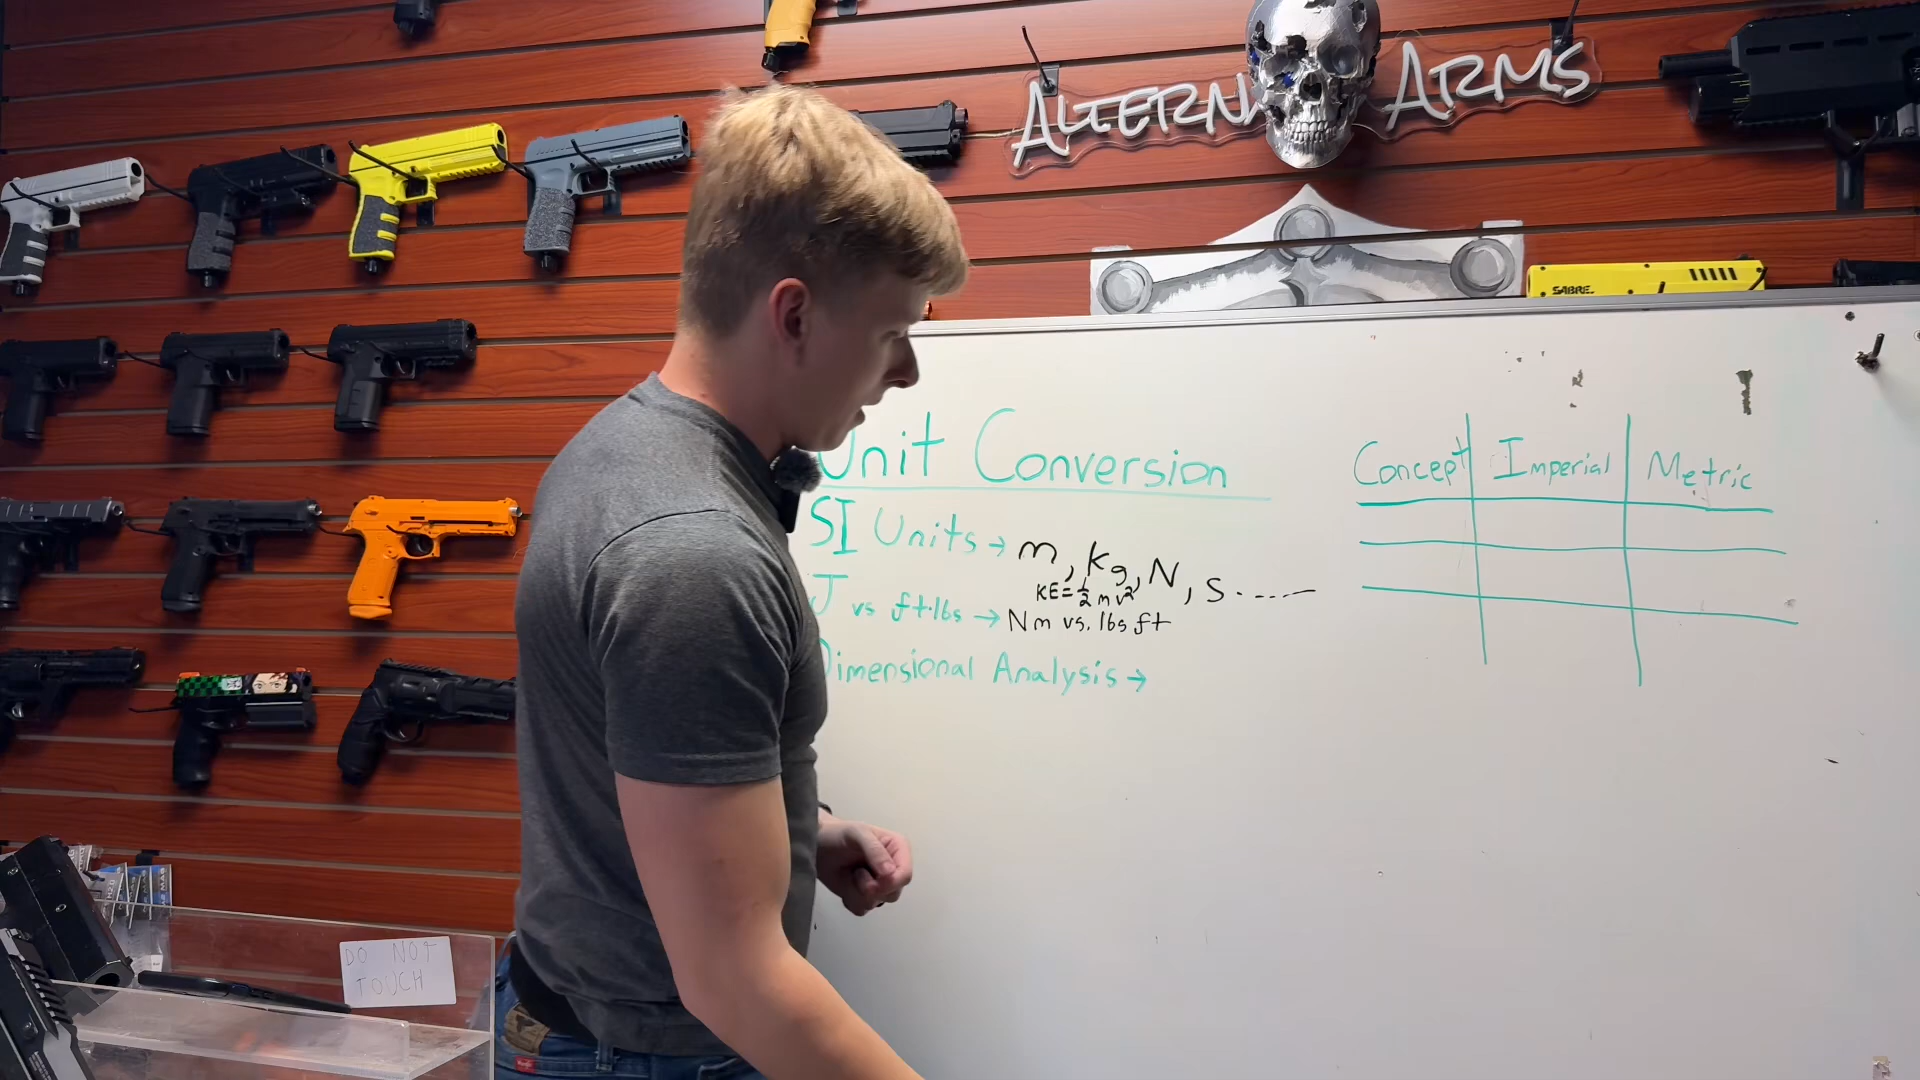 ALTERN ARMS
SABRE
Unit Conversion
SI Units → m, kg, N, s.----
KE=½mv²
J vs ft·lbs → Nm vs. lbs ft
Dimensional Analysis →
Concept Imperial Metric
DO NOT
TOUCH